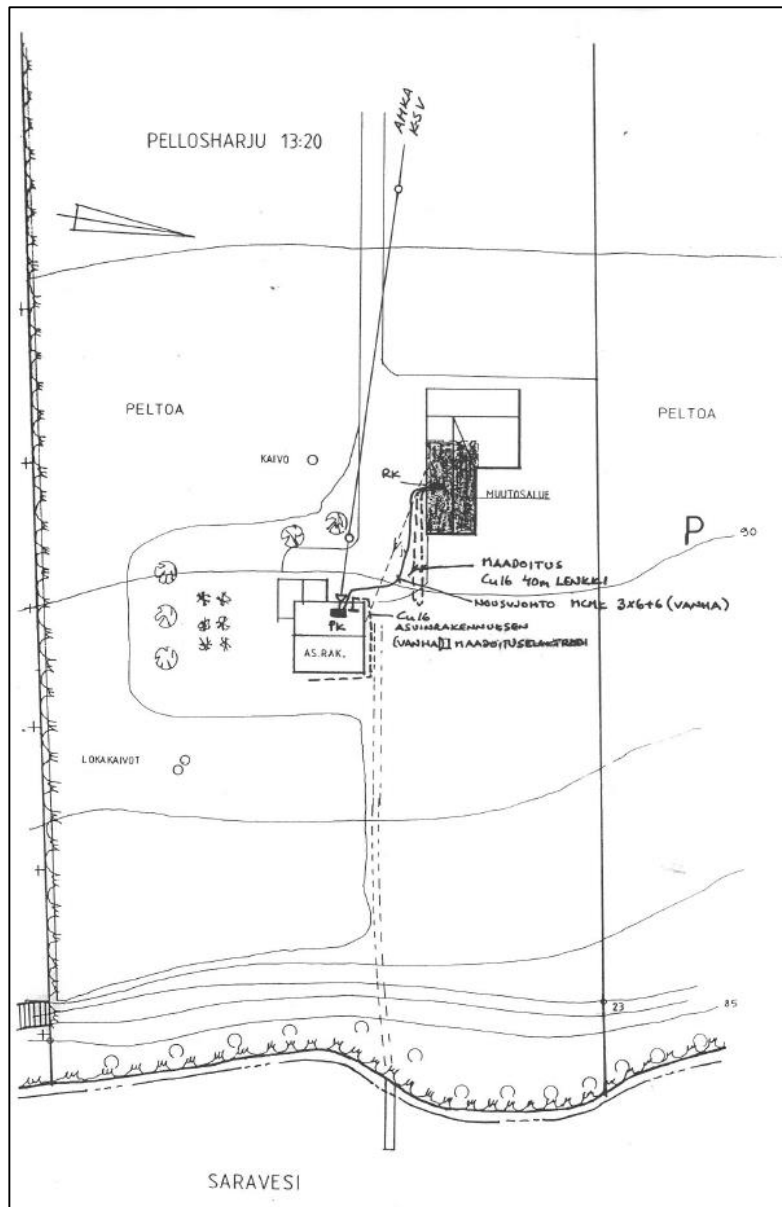 AMKA
KSV
PELLOSHARJU 13:20
PELTOA
PELTOA
KAIVO
RK
MUUTOSALUE
P
90
MAADOITUS
Cu16 40m LENKKI
NOUSUJOHTO MCMK 3x6+6 (VANHA)
PK
Cu16
ASUINRAKENNUKSEN
(VANHA) MAADOITUSELEKTRODI
AS.RAK.
LOKAKAIVOT
23
85
SARAVESI